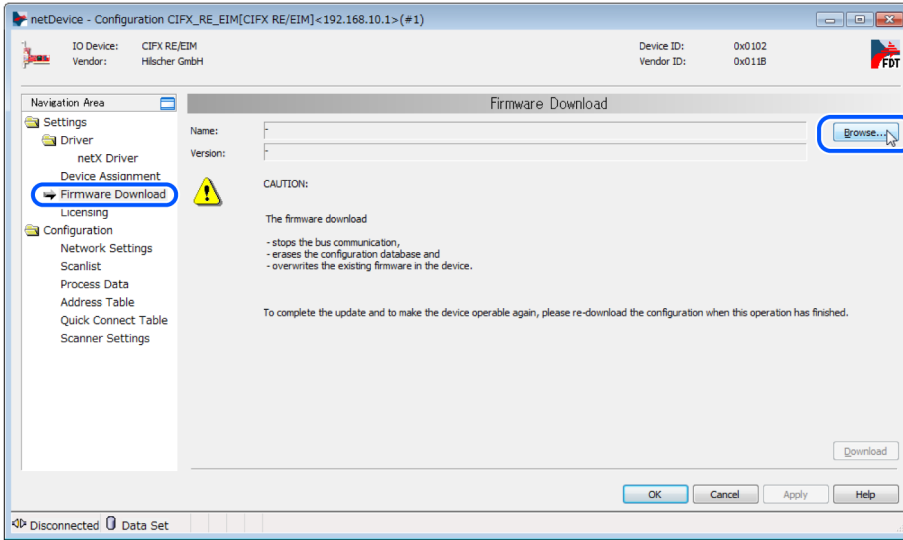 netDevice - Configuration CIFX_RE_EIM[CIFX RE/EIM]<192.168.10.1>(#1)
IO Device: CIFX RE/EIM Device ID: 0x0102
Vendor: Hilscher GmbH Vendor ID: 0x011B
FDT
Navigation Area
Firmware Download
Settings
Driver
netX Driver
Device Assignment
Firmware Download
Licensing
Configuration
Network Settings
Scanlist
Process Data
Address Table
Quick Connect Table
Scanner Settings
Name: -
Browse...
Version: -
CAUTION:
The firmware download
- stops the bus communication,
- erases the configuration database and
- overwrites the existing firmware in the device.
To complete the update and to make the device operable again, please re-download the configuration when this operation has finished.
Download
OK Cancel Apply Help
Disconnected Data Set